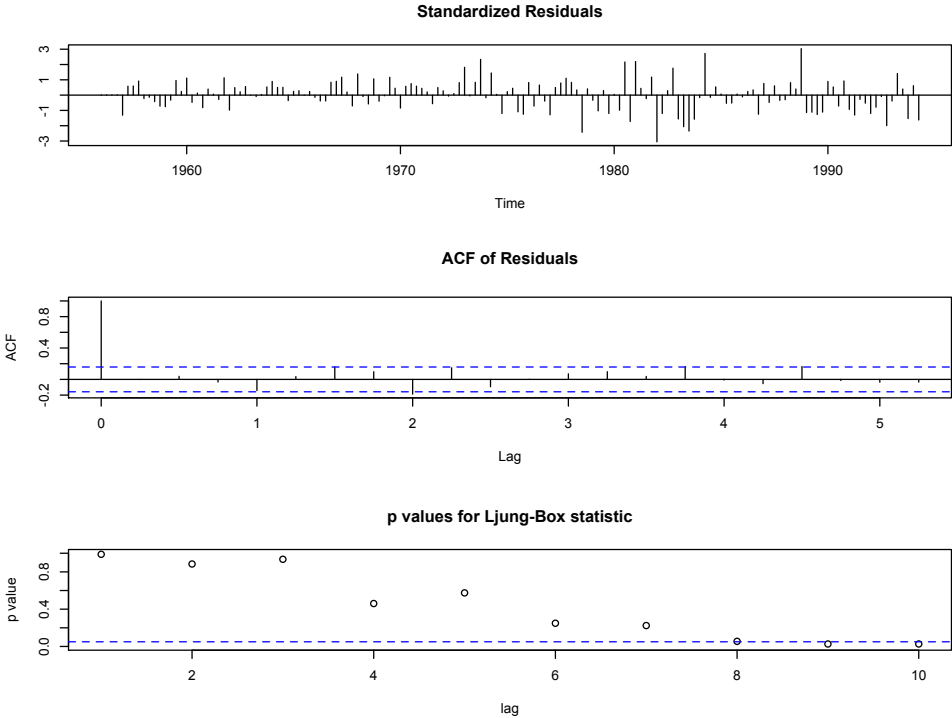 Standardized Residuals
3
1
-1
-3
1960 1970 1980 1990
Time
ACF of Residuals
ACF
0.8
0.4
-0.2
0 1 2 3 4 5
Lag
p values for Ljung-Box statistic
p value
0.8
0.4
0.0
2 4 6 8 10
lag